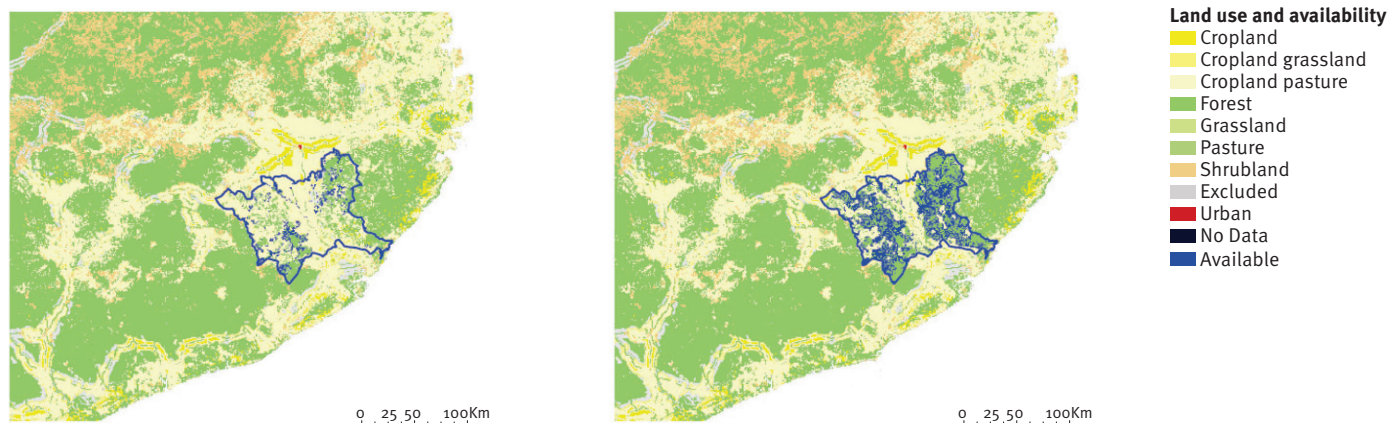 Land use and availability
Cropland
Cropland grassland
Cropland pasture
Forest
Grassland
Pasture
Shrubland
Excluded
Urban
No Data
Available
0 25 50 100Km
0 25 50 100Km